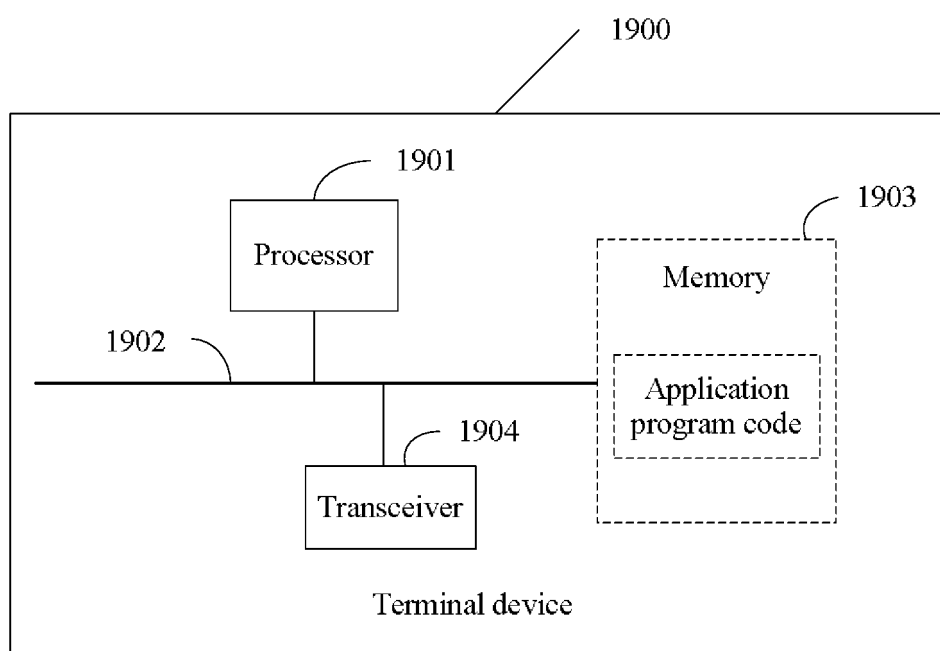 1900
1901
Processor
1903
Memory
1902
Application
program code
1904
Transceiver
Terminal device